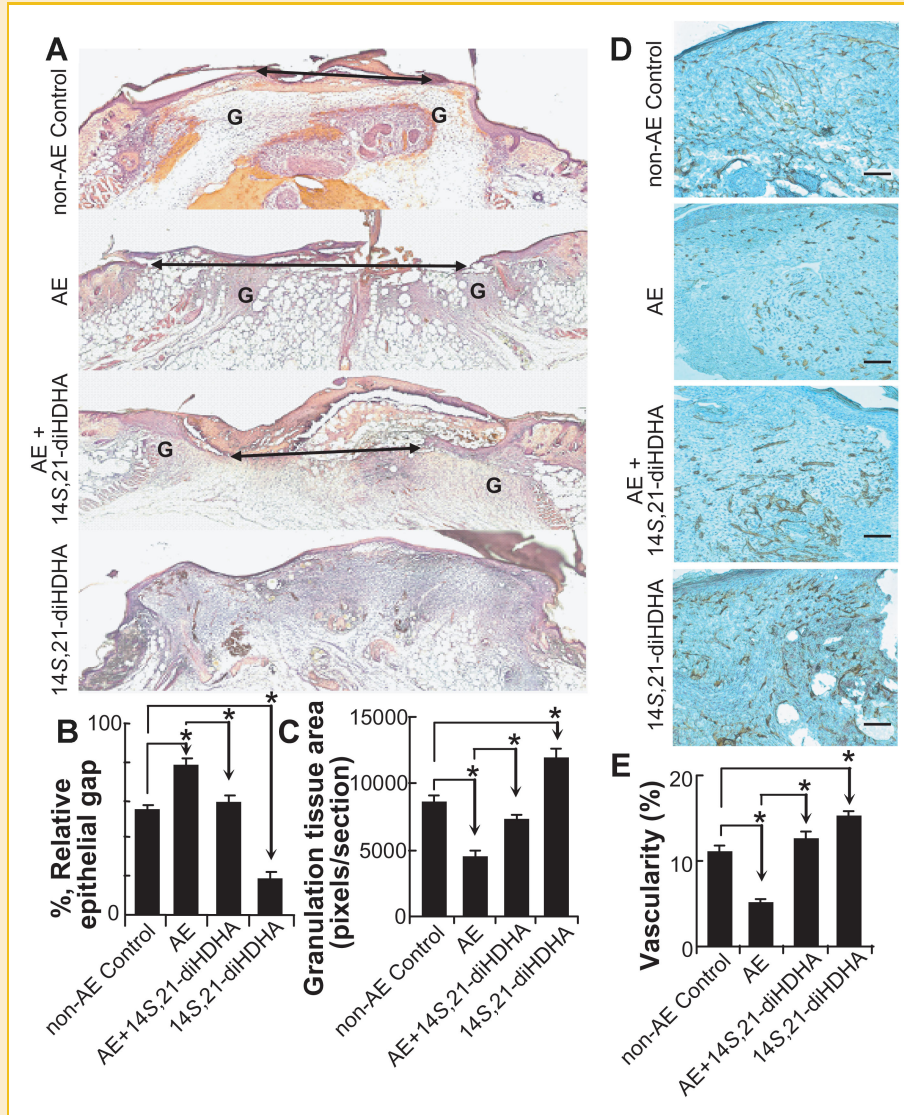 A
non-AE Control
G
G
AE
G
G
AE +
14S,21-diHDHA
G
G
14S,21-diHDHA
D
non-AE Control
AE
AE +
14S,21-diHDHA
14S,21-diHDHA
B
%, Relative
epithelial gap
100
0
*
*
*
non-AE Control
AE
AE+14S,21-diHDHA
14S,21-diHDHA
C
Granulation tissue area
(pixels/section)
15000
10000
5000
0
*
*
*
non-AE Control
AE
AE+14S,21-diHDHA
14S,21-diHDHA
E
Vascularity (%)
20
10
0
*
*
*
non-AE Control
AE
AE+14S,21-diHDHA
14S,21-diHDHA